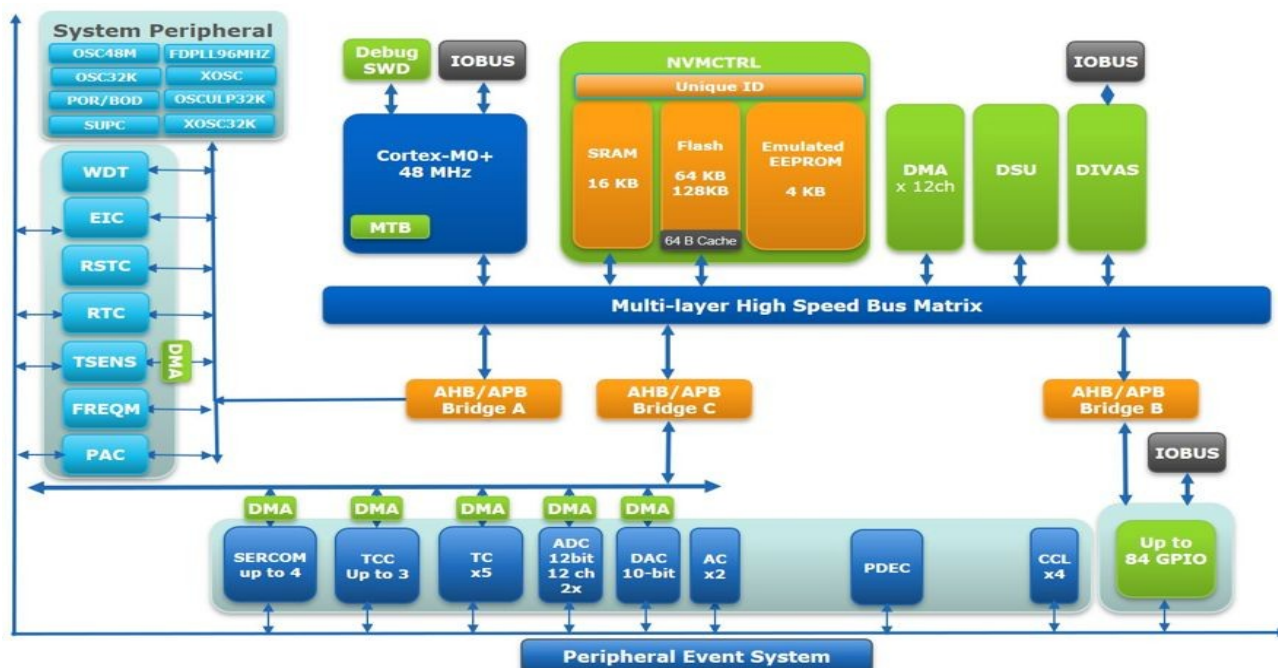 System Peripheral
OSC48M
FDPLL96MHZ
OSC32K
XOSC
POR/BOD
OSCULP32K
SUPC
XOSC32K
WDT
EIC
RSTC
RTC
TSENS
DMA
FREQM
PAC
Debug
SWD
IOBUS
Cortex-M0+
48 MHz
MTB
NVMCTRL
Unique ID
SRAM
16 KB
Flash
64 KB
128KB
64 B Cache
Emulated
EEPROM
4 KB
DMA
x 12ch
DSU
IOBUS
DIVAS
Multi-layer High Speed Bus Matrix
AHB/APB
Bridge A
AHB/APB
Bridge C
AHB/APB
Bridge B
IOBUS
DMA
DMA
DMA
DMA
DMA
SERCOM
up to 4
TCC
Up to 3
TC
x5
ADC
12bit
12 ch
2x
DAC
10-bit
AC
x2
PDEC
CCL
x4
Up to
84 GPIO
Peripheral Event System